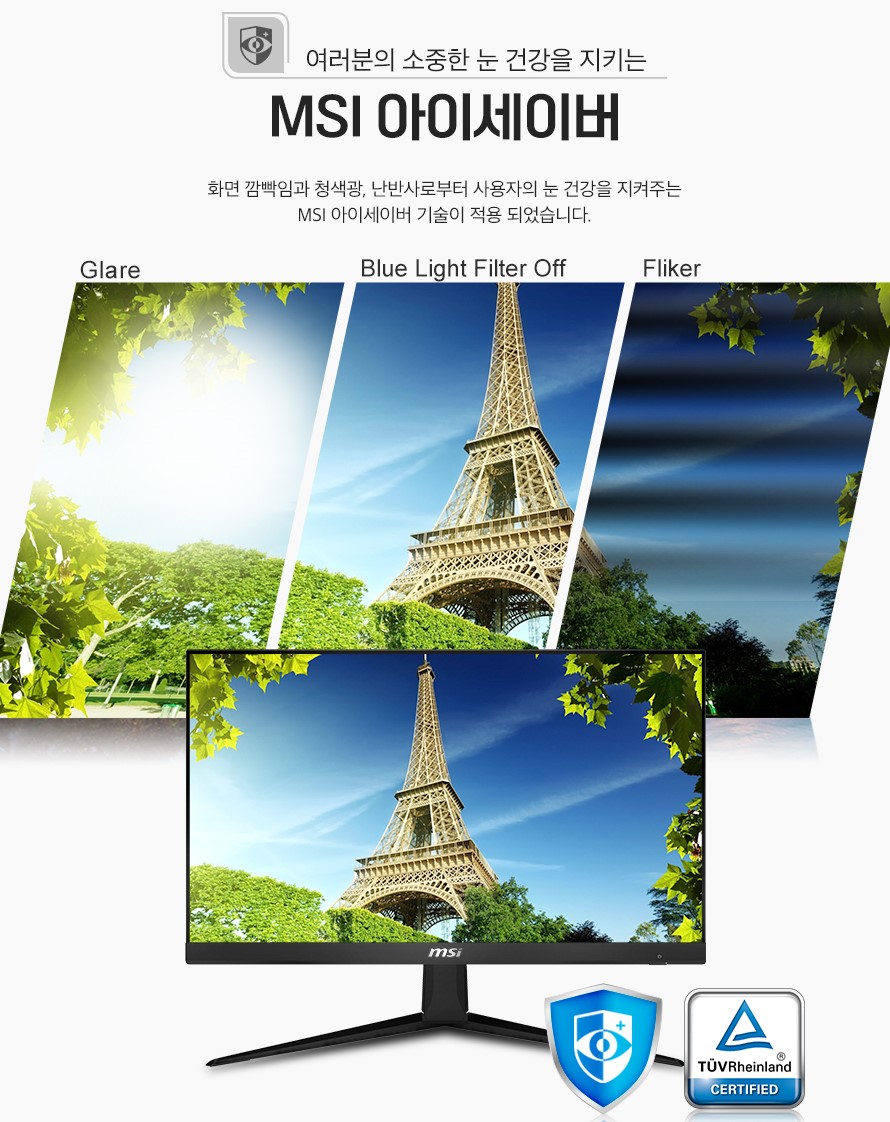 여러분의 소중한 눈 건강을 지키는
MSI 아이세이버
화면 깜빡임과 청색광, 난반사로부터 사용자의 눈 건강을 지켜주는
MSI 아이세이버 기술이 적용 되었습니다.
Glare
Blue Light Filter Off
Fliker
msi
TÜVRheinland®
CERTIFIED